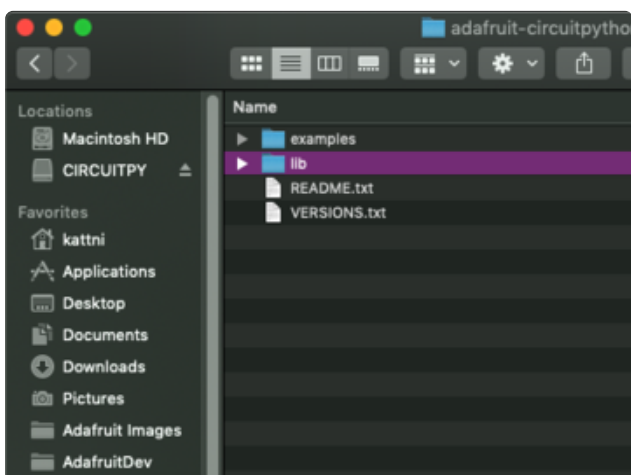 adafruit-circuitpytho
Locations
Macintosh HD
CIRCUITPY
Favorites
kattni
Applications
Desktop
Documents
Downloads
Pictures
Adafruit Images
AdafruitDev
Name
examples
lib
README.txt
VERSIONS.txt